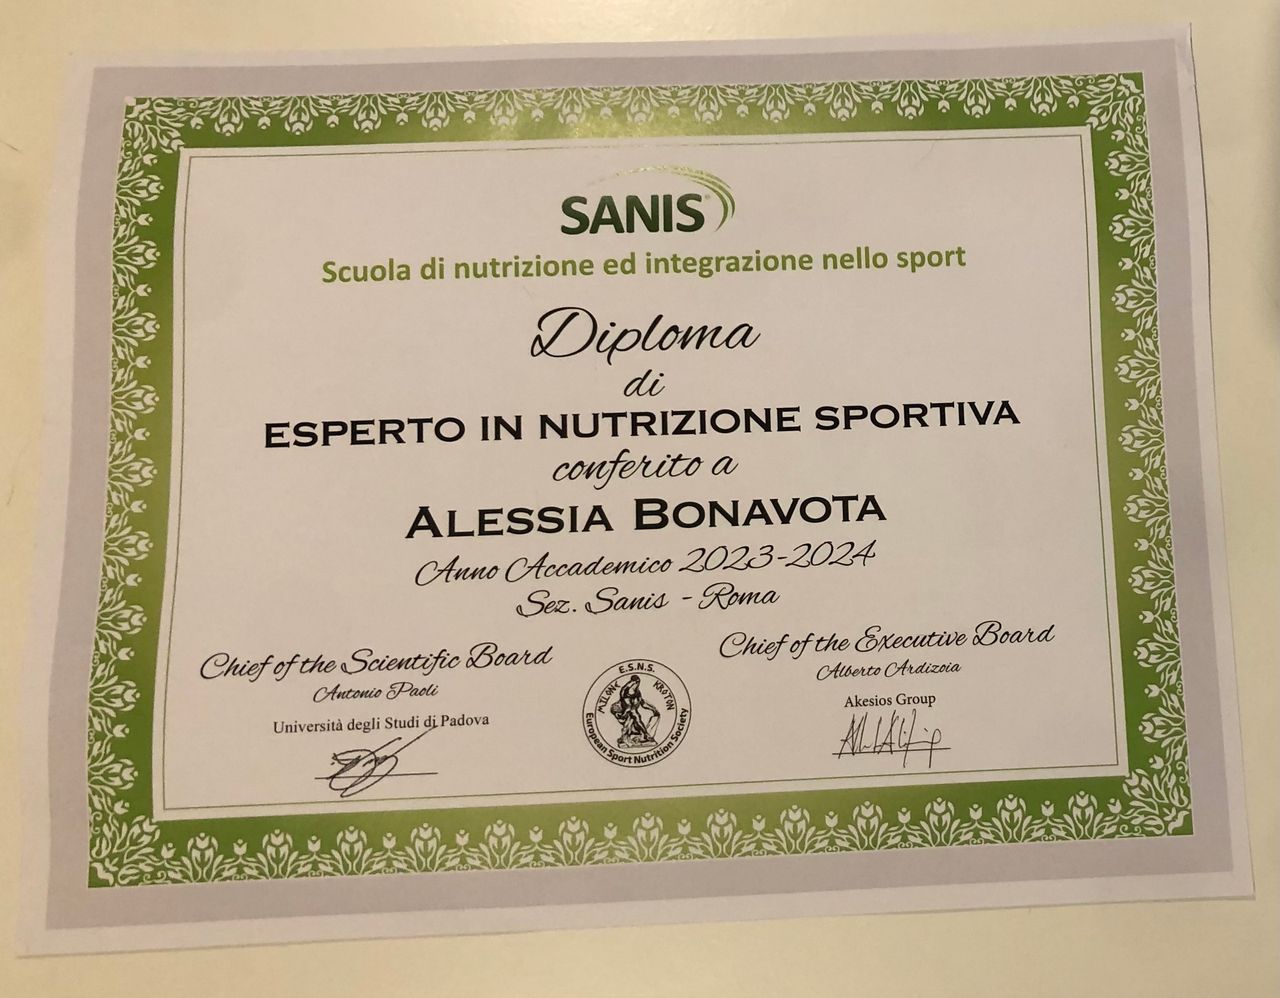 SANIS
Scuola di nutrizione ed integrazione nello sport
Diploma
di
ESPERTO IN NUTRIZIONE SPORTIVA
conferito a
ALESSIA BONAVOTA
Anno Accademico 2023-2024
Sez. Sanis - Roma
Chief of the Scientific Board
Antonio Paoli
Università degli Studi di Padova
E.S.N.S.
MILONE KROTON
European Sport Nutrition Society
Chief of the Executive Board
Alberto Ardizoia
Akesios Group